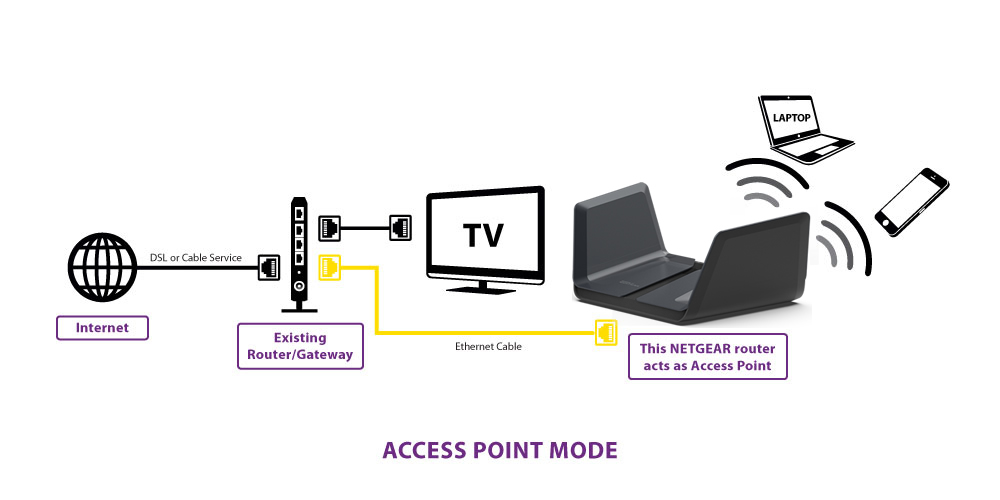 LAPTOP
TV
DSL or Cable Service
Internet
Existing
Router/Gateway
Ethernet Cable
This NETGEAR router
acts as Access Point
ACCESS POINT MODE